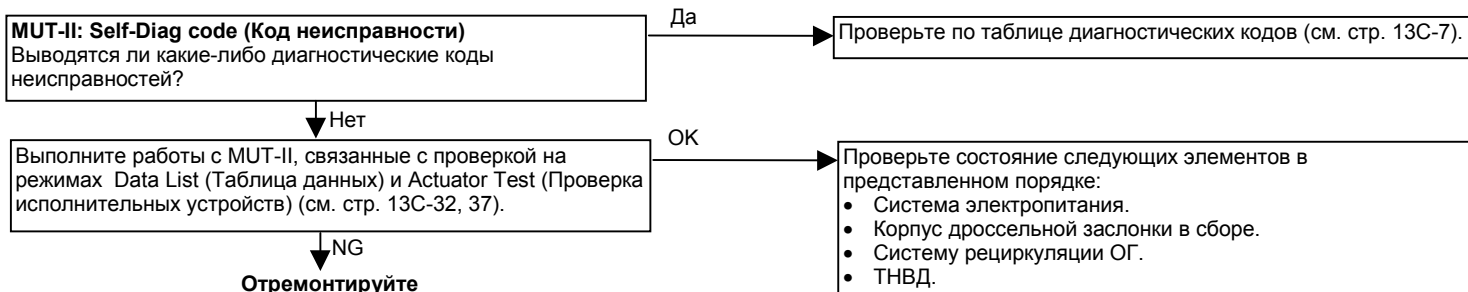 MUT-II: Self-Diag code (Код неисправности)
Выводятся ли какие-либо диагностические коды
неисправностей?
Да
Проверьте по таблице диагностических кодов (см. стр. 13C-7).
Нет
Выполните работы с MUT-II, связанные с проверкой на
режимах Data List (Таблица данных) и Actuator Test (Проверка
исполнительных устройств) (см. стр. 13C-32, 37).
OK
Проверьте состояние следующих элементов в
представленном порядке:
• Система электропитания.
• Корпус дроссельной заслонки в сборе.
• Систему рециркуляции ОГ.
• ТНВД.
NG
Отремонтируйте